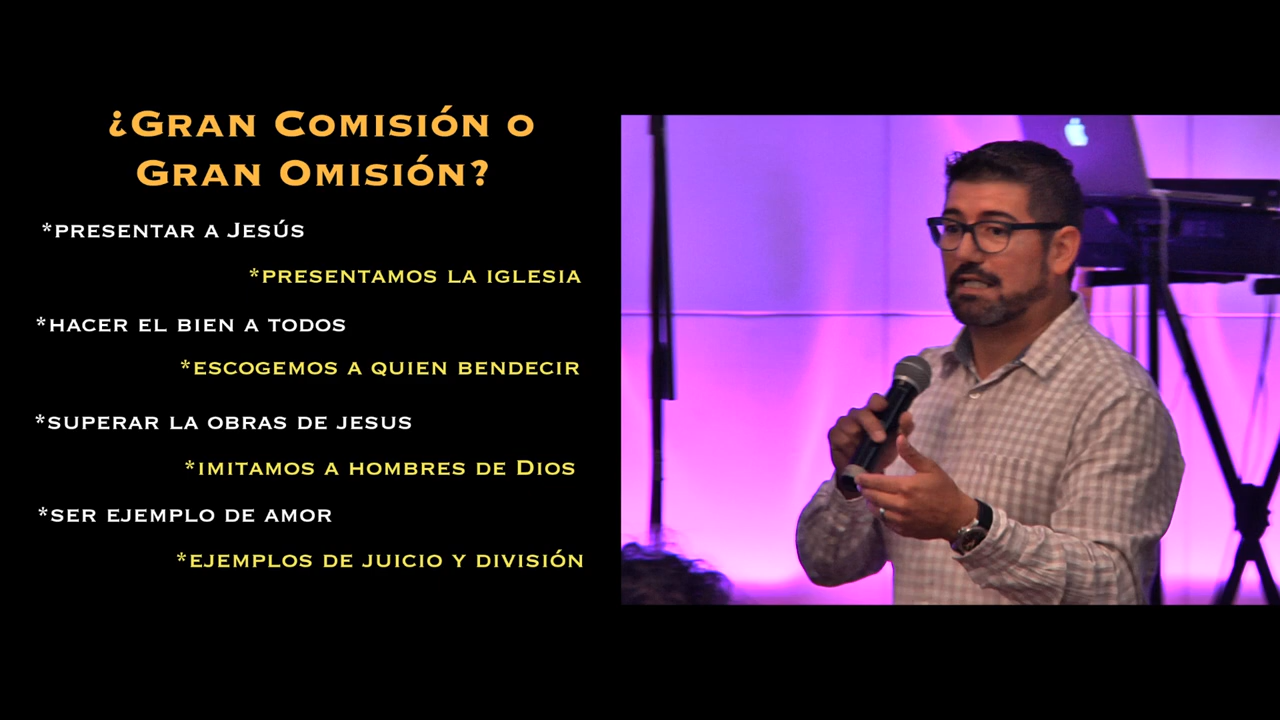 ¿Gran Comisión o
Gran Omisión?
*presentar a Jesús
*presentamos la iglesia
*hacer el bien a todos
*escogemos a quien bendecir
*superar la obras de jesus
*imitamos a hombres de Dios
*ser ejemplo de amor
*ejemplos de juicio y división